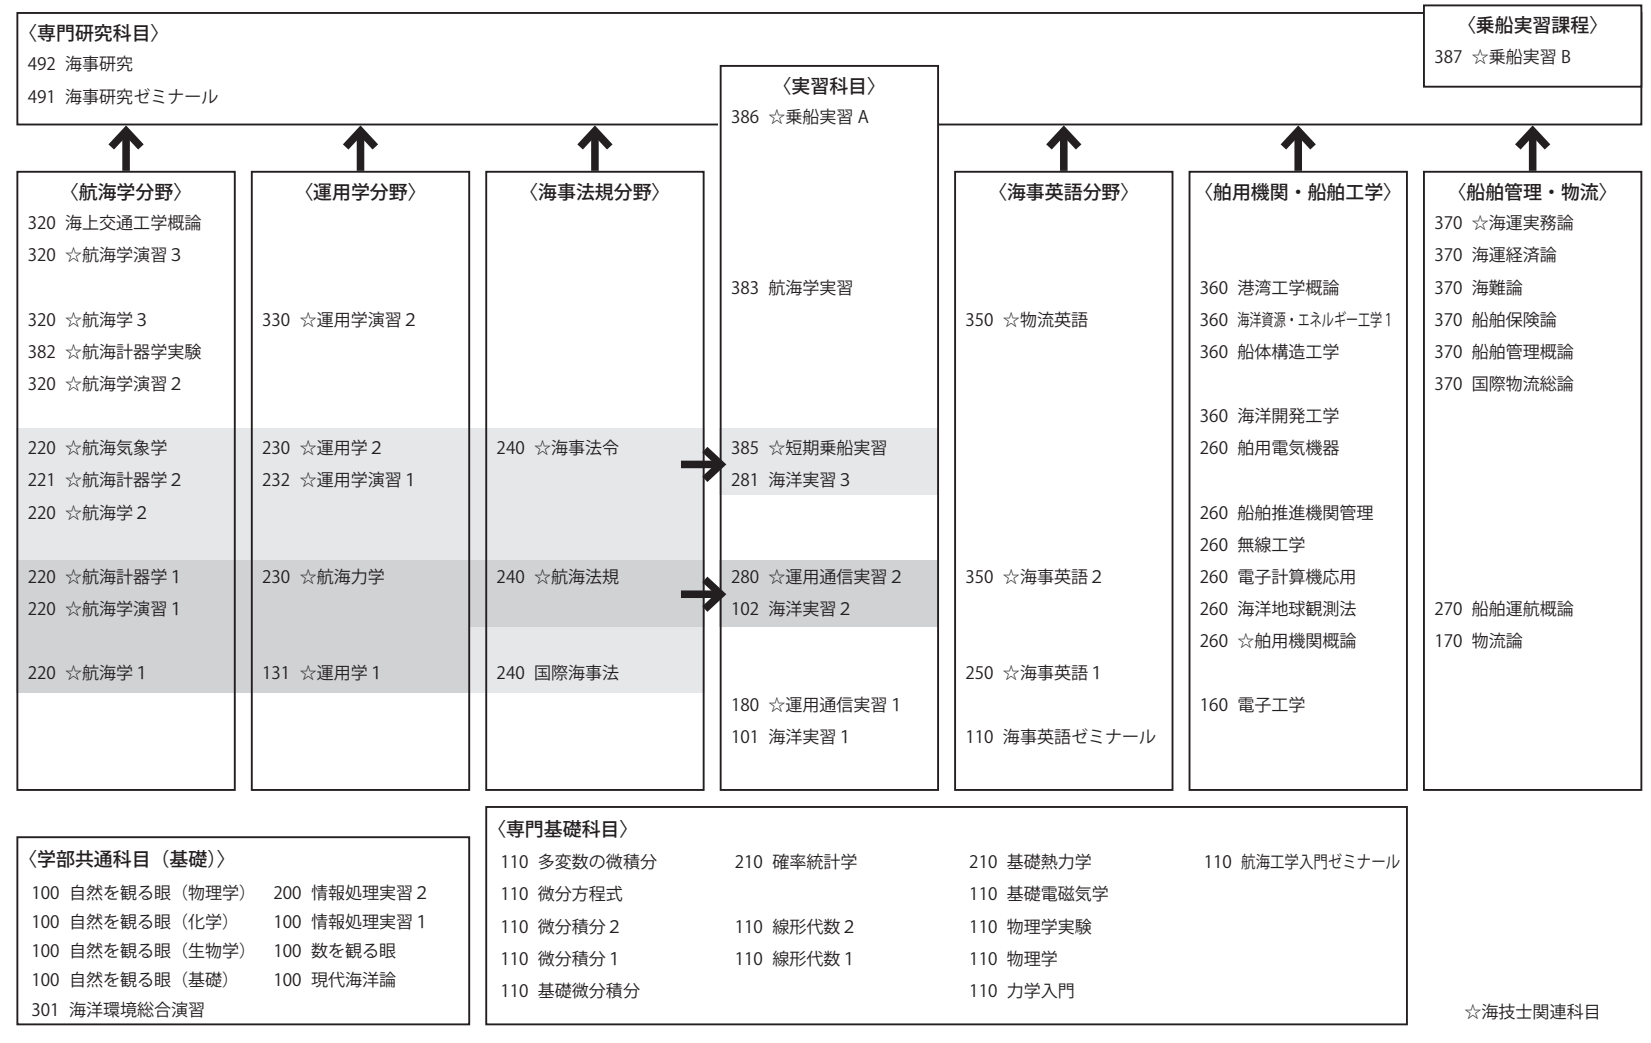 〈専門研究科目〉
492 海事研究
491 海事研究ゼミナール
〈乗船実習課程〉
387 ☆乗船実習 B
〈航海学分野〉
320 海上交通工学概論
320 ☆航海学演習 3
320 ☆航海学 3
382 ☆航海計器学実験
320 ☆航海学演習 2
220 ☆航海気象学
221 ☆航海計器学 2
220 ☆航海学 2
220 ☆航海計器学 1
220 ☆航海学演習 1
220 ☆航海学 1
〈運用学分野〉
330 ☆運用学演習 2
230 ☆運用学 2
232 ☆運用学演習 1
230 ☆航海力学
131 ☆運用学 1
〈海事法規分野〉
240 ☆海事法令
240 ☆航海法規
240 国際海事法
〈実習科目〉
386 ☆乗船実習 A
383 航海学実習
385 ☆短期乗船実習
281 海洋実習 3
280 ☆運用通信実習 2
102 海洋実習 2
180 ☆運用通信実習 1
101 海洋実習 1
〈海事英語分野〉
350 ☆物流英語
350 ☆海事英語 2
250 ☆海事英語 1
110 海事英語ゼミナール
〈舶用機関・船舶工学〉
360 港湾工学概論
360 海洋資源・エネルギー工学 1
360 船体構造工学
360 海洋開発工学
260 舶用電気機器
260 船舶推進機関管理
260 無線工学
260 電子計算機応用
260 海洋地球観測法
260 ☆舶用機関概論
160 電子工学
〈船舶管理・物流〉
370 ☆海運実務論
370 海運経済論
370 海難論
370 船舶保険論
370 船舶管理概論
370 国際物流総論
270 船舶運航概論
170 物流論
〈学部共通科目（基礎）〉
100 自然を観る眼（物理学）
100 自然を観る眼（化学）
100 自然を観る眼（生物学）
100 自然を観る眼（基礎）
301 海洋環境総合演習
200 情報処理実習 2
100 情報処理実習 1
100 数を観る眼
100 現代海洋論
〈専門基礎科目〉
110 多変数の微積分
110 微分方程式
110 微分積分 2
110 微分積分 1
110 基礎微分積分
210 確率統計学
110 線形代数 2
110 線形代数 1
210 基礎熱力学
110 基礎電磁気学
110 物理学実験
110 物理学
110 力学入門
110 航海工学入門ゼミナール
☆海技士関連科目